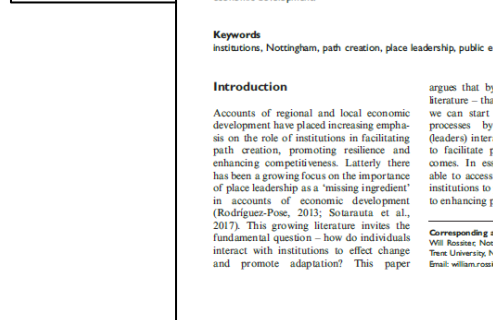 economic development.
Keywords
institutions, Nottingham, path creation, place leadership, public e
Introduction
Accounts of regional and local economic
development have placed increasing empha-
sis on the role of institutions in facilitating
path creation, promoting resilience and
enhancing competitiveness. Latterly there
has been a growing focus on the importance
of place leadership as a ‘missing ingredient’
in accounts of economic development
(Rodríguez-Pose, 2013; Sotarauta et al.,
2017). This growing literature invites the
fundamental question – how do individuals
interact with institutions to effect change
and promote adaptation? This paper
argues that by
literature – tha
we can start
processes by
(leaders) inter
to facilitate p
comes. In ess
able to access
institutions to
to enhancing p
Corresponding a
Will Rossiter, Not
Trent University, N
Email: william.rossi